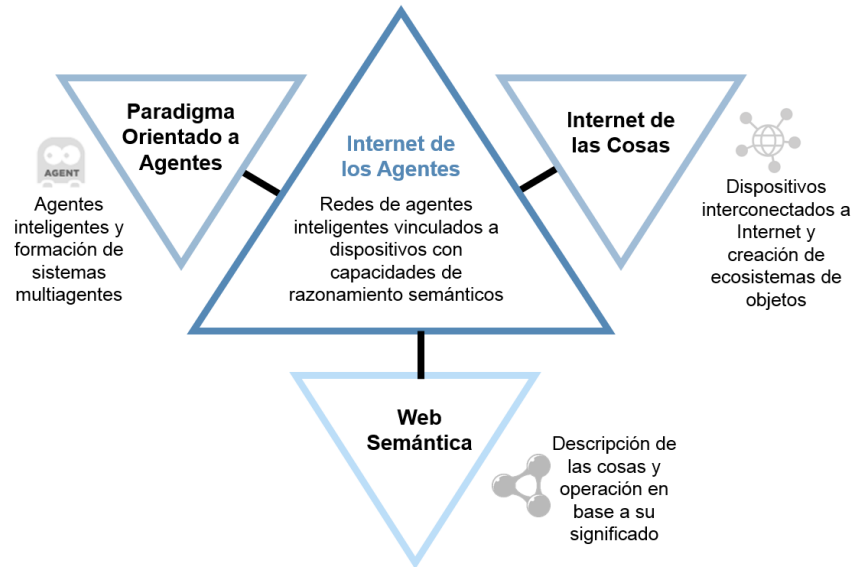 Paradigma
Orientado a
Agentes
AGENT
Agentes
inteligentes y
formación de
sistemas
multiagentes
Internet de
los Agentes
Redes de agentes
inteligentes vinculados a
dispositivos con
capacidades de
razonamiento semánticos
Internet de
las Cosas
Dispositivos
interconectados a
Internet y
creación de
ecosistemas de
objetos
Web
Semántica
Descripción de
las cosas y
operación en
base a su
significado